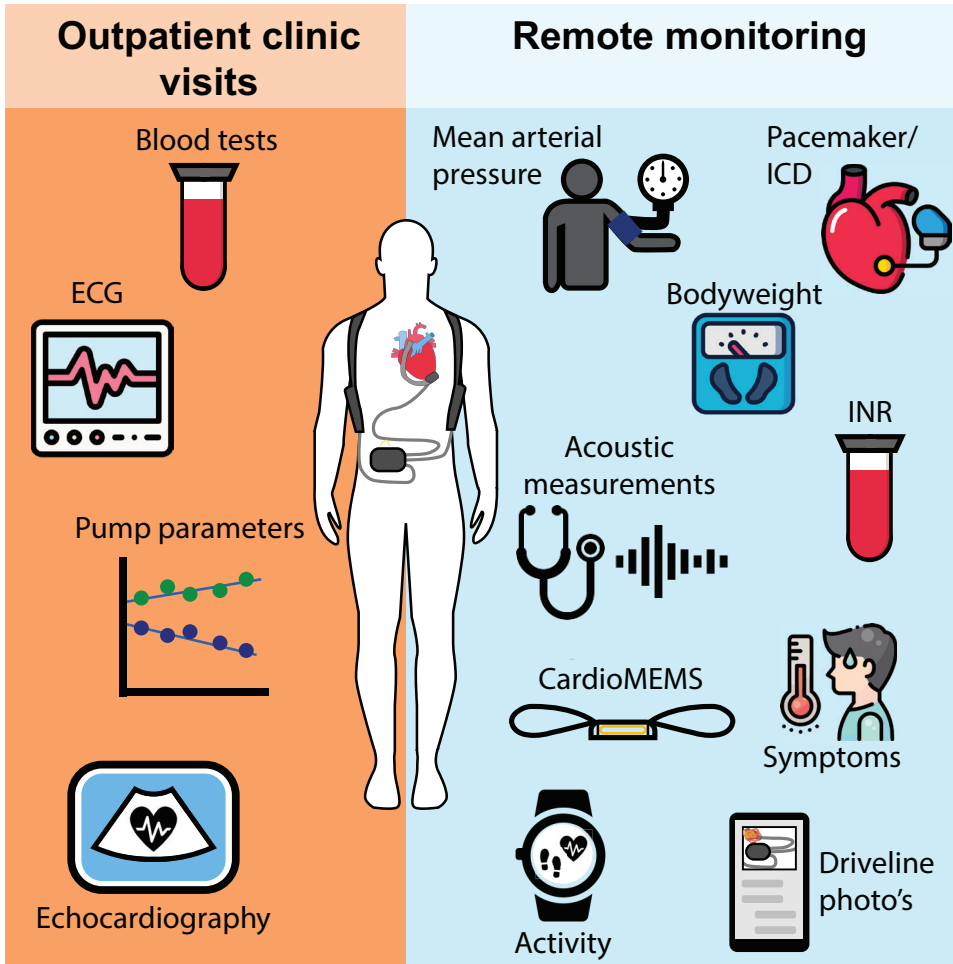 Outpatient clinic
visits
Blood tests
ECG
Pump parameters
Echocardiography
Remote monitoring
Mean arterial
pressure
Pacemaker/
ICD
Bodyweight
INR
Acoustic
measurements
CardioMEMS
Symptoms
Activity
Driveline
photo's